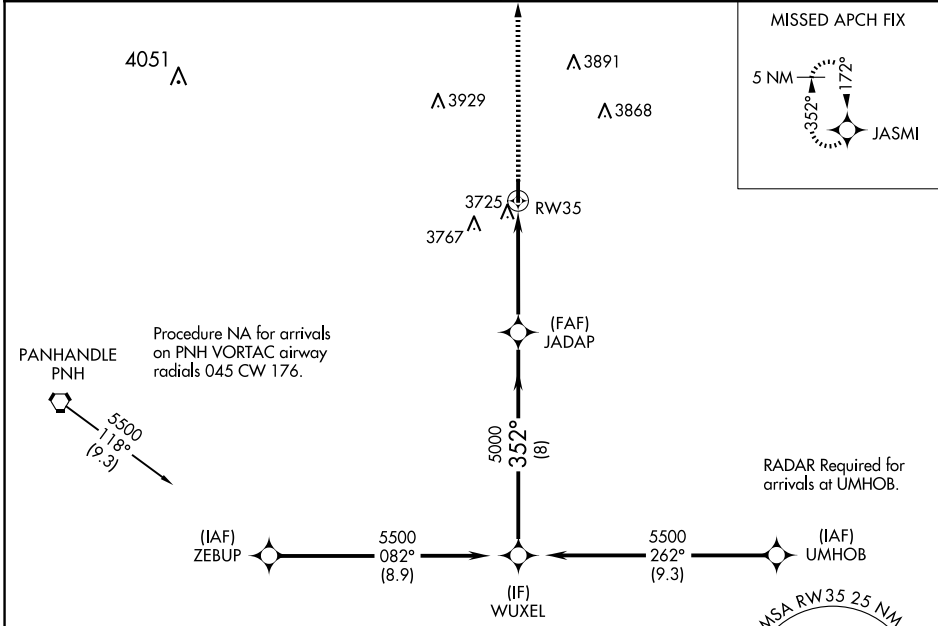 MISSED APCH FIX
5 NM
352°
172°
JASMI
4051
3891
3929
3868
3725
RW35
3767
(FAF)
JADAP
Procedure NA for arrivals
on PNH VORTAC airway
radials 045 CW 176.
PANHANDLE
PNH
5500
118°
(9.3)
5000
352°
(8)
RADAR Required for
arrivals at UMHOB.
(IAF)
ZEBUP
5500
082°
(8.9)
5500
262°
(9.3)
(IAF)
UMHOB
(IF)
WUXEL
MSA RW35 25 NM